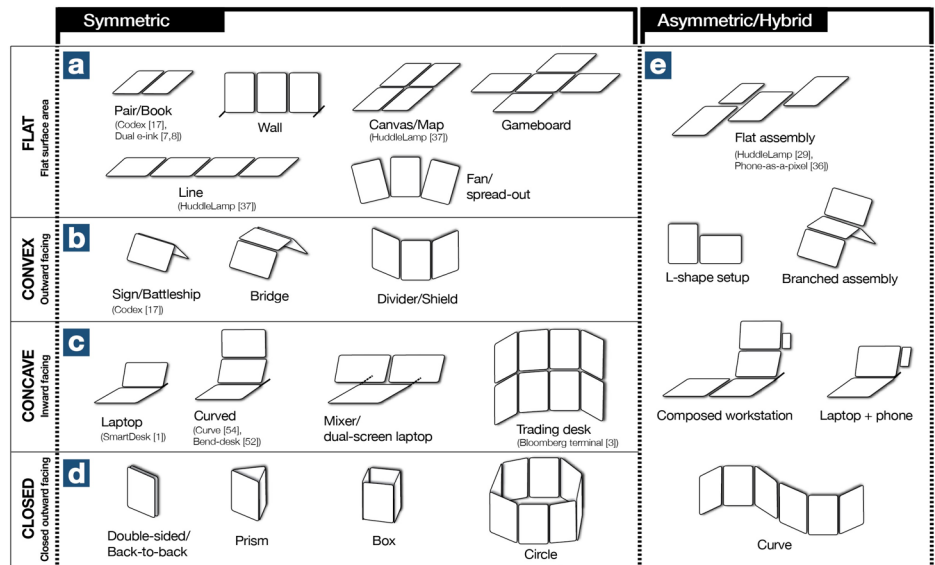 Symmetric
Asymmetric/Hybrid
FLAT
Flat surface area
a
Pair/Book
(Codex [17],
Dual e-ink [7,8])
Wall
Canvas/Map
(HuddleLamp [37])
Gameboard
Line
(HuddleLamp [37])
Fan/
spread-out
CONVEX
Outward facing
b
Sign/Battleship
(Codex [17])
Bridge
Divider/Shield
CONCAVE
Inward facing
c
Laptop
(SmartDesk [1])
Curved
(Curve [54],
Bend-desk [52])
Mixer/
dual-screen laptop
Trading desk
(Bloomberg terminal [3])
CLOSED
Closed outward facing
d
Double-sided/
Back-to-back
Prism
Box
Circle
e
Flat assembly
(HuddleLamp [29],
Phone-as-a-pixel [36])
L-shape setup
Branched assembly
Composed workstation
Laptop + phone
Curve